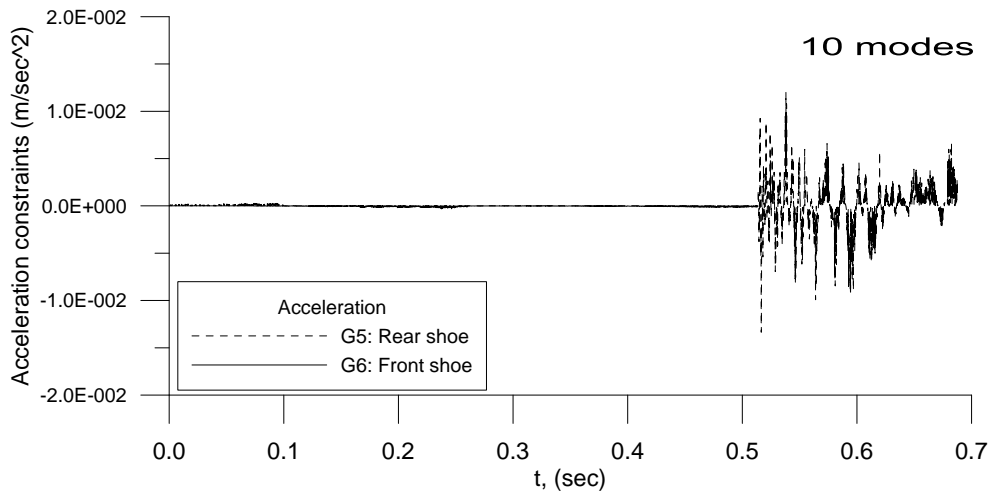 2.0E-002
10 modes
1.0E-002
0.0E+000
-1.0E-002
-2.0E-002
Acceleration constraints (m/sec^2)
Acceleration
G5: Rear shoe
G6: Front shoe
0.0 0.1 0.2 0.3 0.4 0.5 0.6 0.7
t, (sec)